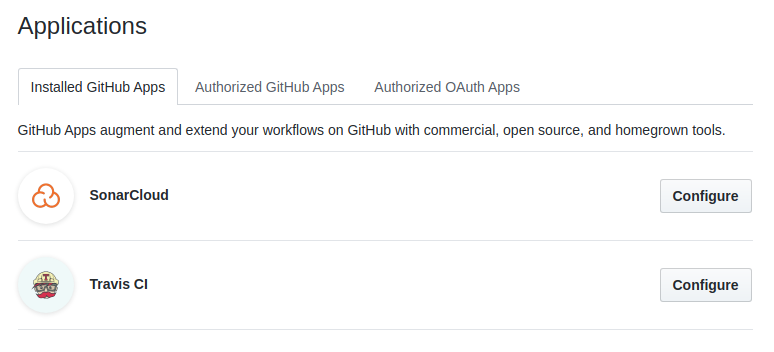 Applications
Installed GitHub Apps
Authorized GitHub Apps
Authorized OAuth Apps
GitHub Apps augment and extend your workflows on GitHub with commercial, open source, and homegrown tools.
SonarCloud
Configure
Travis CI
Configure